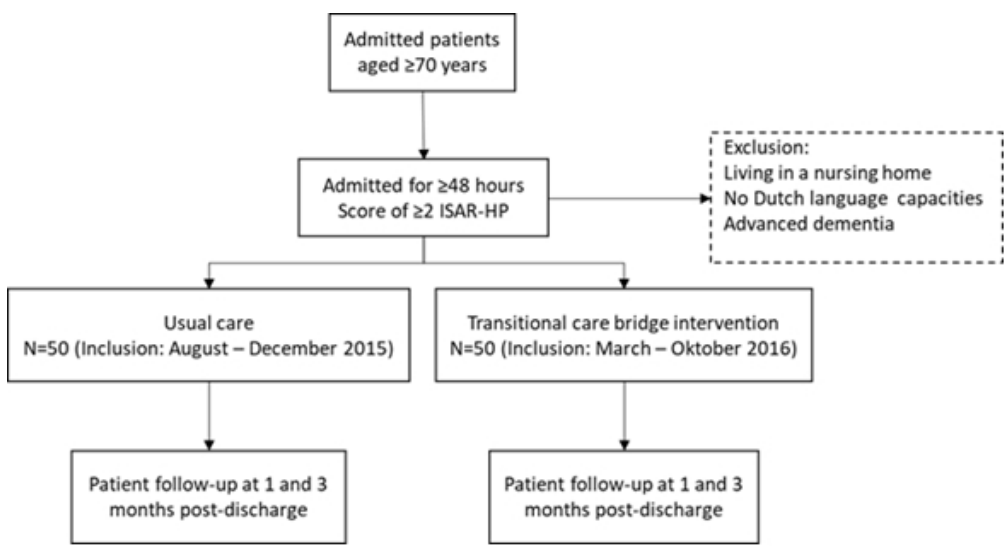 Admitted patients
aged ≥70 years
Admitted for ≥48 hours
Score of ≥2 ISAR-HP
Exclusion:
Living in a nursing home
No Dutch language capacities
Advanced dementia
Usual care
N=50 (Inclusion: August – December 2015)
Transitional care bridge intervention
N=50 (Inclusion: March – Oktober 2016)
Patient follow-up at 1 and 3
months post-discharge
Patient follow-up at 1 and 3
months post-discharge